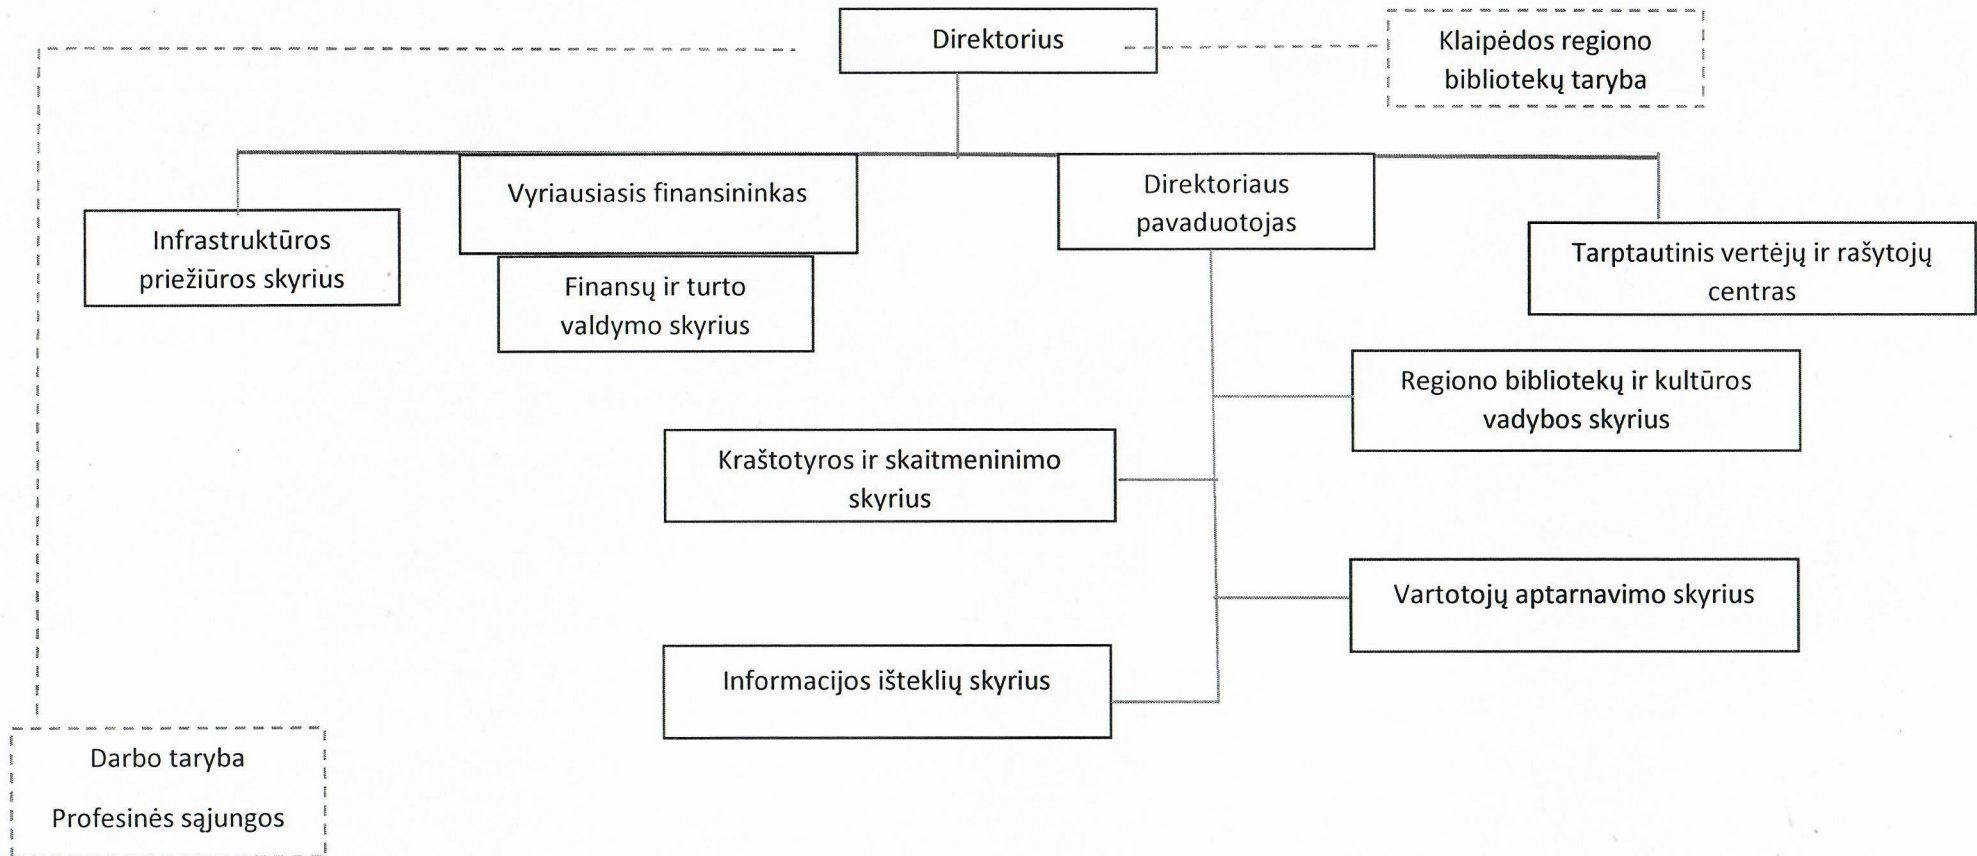 Direktorius
Klaipėdos regiono
bibliotekų taryba
Vyriausiasis finansininkas
Direktoriaus
pavaduotojas
Infrastruktūros
priežiūros skyrius
Tarptautinis vertėjų ir rašytojų
centras
Finansų ir turto
valdymo skyrius
Regiono bibliotekų ir kultūros
vadybos skyrius
Kraštotyros ir skaitmeninimo
skyrius
Vartotojų aptarnavimo skyrius
Informacijos išteklių skyrius
Darbo taryba
Profesinės sąjungos